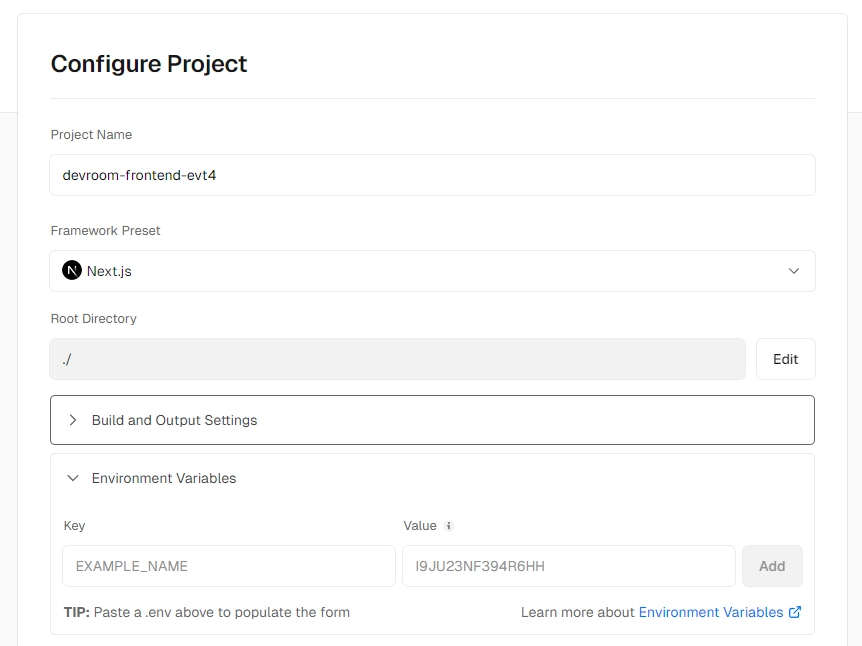 Configure Project
Project Name
devroom-frontend-evt4
Framework Preset
N Next.js
Root Directory
./
Edit
Build and Output Settings
Environment Variables
Key
Value i
EXAMPLE_NAME
I9JU23NF394R6HH
Add
TIP: Paste a .env above to populate the form
Learn more about Environment Variables